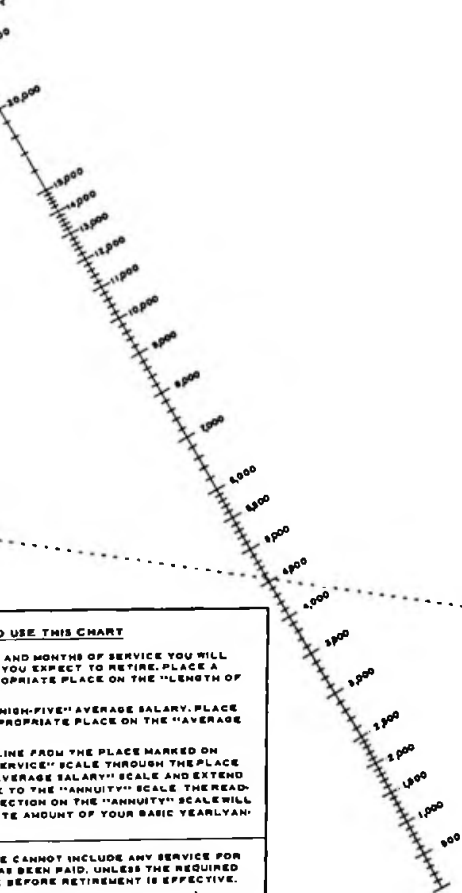 20,000
15,000
14,000
13,000
12,000
11,000
10,000
9,000
8,000
7,000
6,000
5,500
5,000
4,500
4,000
3,500
3,000
2,500
2,000
1,500
1,000
500
O USE THIS CHART
AND MONTHS OF SERVICE YOU WILL
YOU EXPECT TO RETIRE. PLACE A
OPRIATE PLACE ON THE "LENGTH OF
HIGH-FIVE" AVERAGE SALARY. PLACE
PROPRIATE PLACE ON THE "AVERAGE
LINE FROM THE PLACE MARKED ON
ERVICE" SCALE THROUGH THE PLACE
VERAGE SALARY" SCALE AND EXTEND
E TO THE "ANNUITY" SCALE THE READ-
ECTION ON THE "ANNUITY" SCALE WILL
TE AMOUNT OF YOUR BASIC YEARLY AN-
E CANNOT INCLUDE ANY SERVICE FOR
AS BEEN PAID, UNLESS THE REQUIRED
E BEFORE RETIREMENT IS EFFECTIVE.